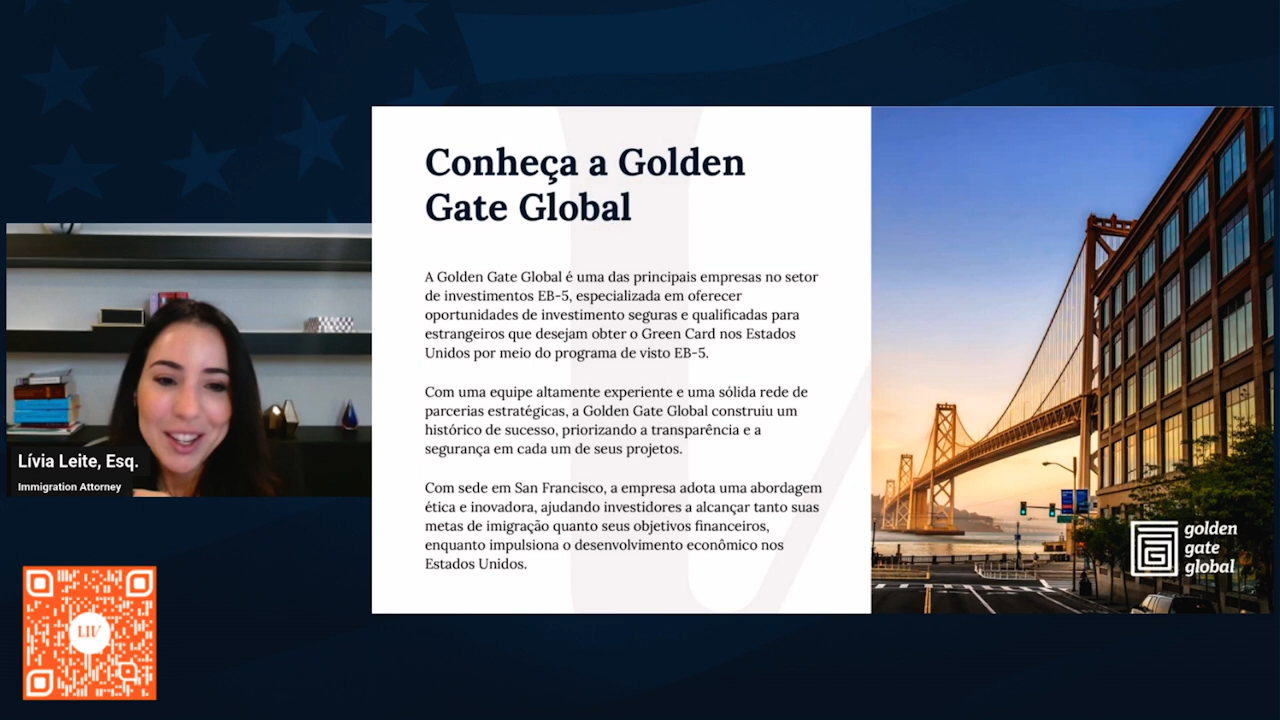 Conheça a Golden
Gate Global
A Golden Gate Global é uma das principais empresas no setor
de investimentos EB-5, especializada em oferecer
oportunidades de investimento seguras e qualificadas para
estrangeiros que desejam obter o Green Card nos Estados
Unidos por meio do programa de visto EB-5.
Com uma equipe altamente experiente e uma sólida rede de
parcerias estratégicas, a Golden Gate Global construiu um
histórico de sucesso, priorizando a transparência e a
segurança em cada um de seus projetos.
Com sede em San Francisco, a empresa adota uma abordagem
ética e inovadora, ajudando investidores a alcançar tanto suas
metas de imigração quanto seus objetivos financeiros,
enquanto impulsiona o desenvolvimento econômico nos
Estados Unidos.
golden
gate
global
Lívia Leite, Esq.
Immigration Attorney
LIV